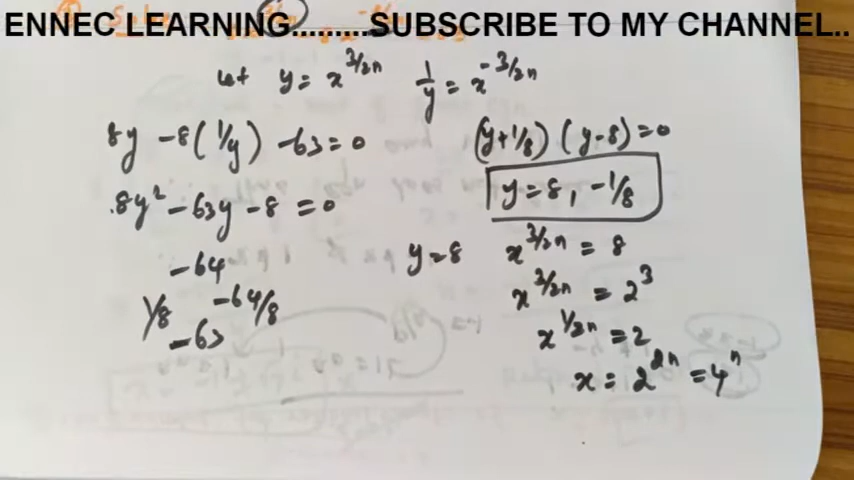 ENNEC LEARNING.........SUBSCRIBE TO MY CHANNEL..
let y = x^{3/2n} 1/y = x^{-3/2n}
8y - 8(1/y) - 63 = 0
8y² - 63y - 8 = 0
-64
1/8 -64/8
-63
(y+1/8) (y-8) = 0
y = 8, -1/8
y = 8 x^{3/2n} = 8
x^{3/2n} = 2³
x^{1/2n} = 2
x = 2^{2n} = 4^n